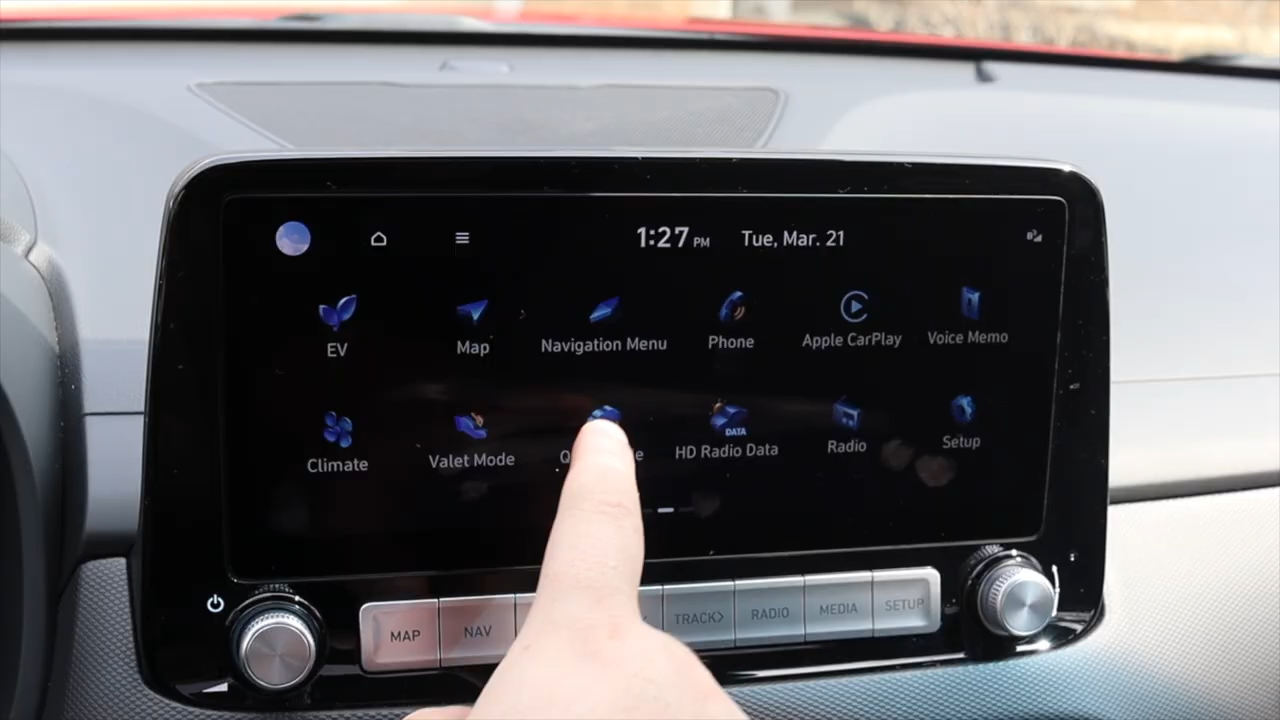 1:27 PM Tue, Mar. 21
EV Map Navigation Menu Phone Apple CarPlay Voice Memo
DATA
Climate Valet Mode HD Radio Data Radio Setup
MAP NAV TRACK> RADIO MEDIA SETUP